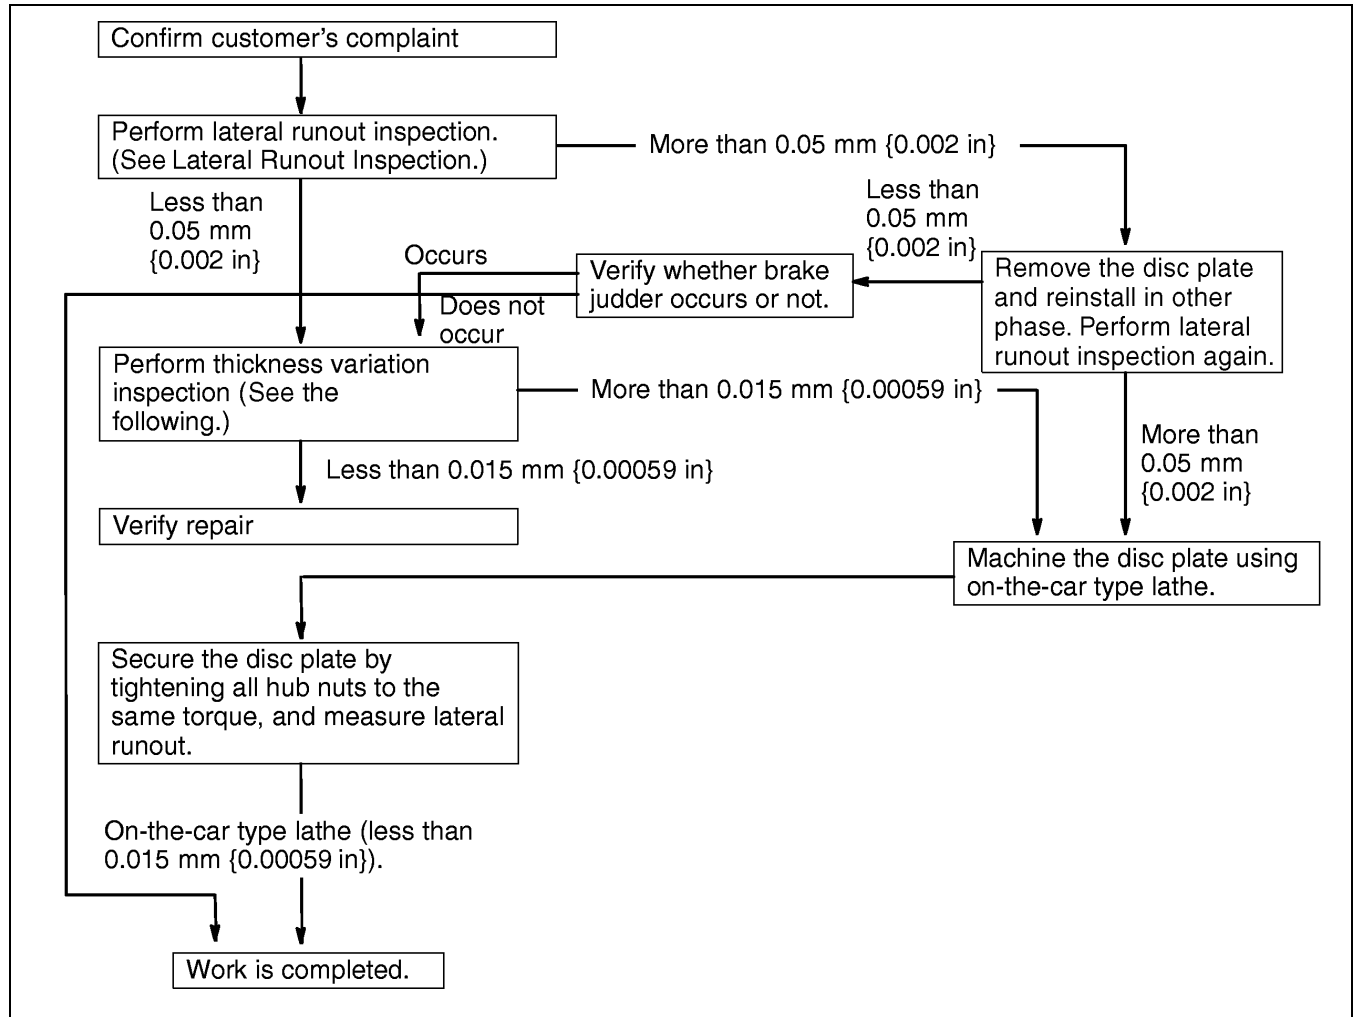 Confirm customer's complaint
Perform lateral runout inspection.
(See Lateral Runout Inspection.)
More than 0.05 mm {0.002 in}
Less than
0.05 mm
{0.002 in}
Less than
0.05 mm
{0.002 in}
Occurs
Verify whether brake
judder occurs or not.
Remove the disc plate
and reinstall in other
phase. Perform lateral
runout inspection again.
Does not
occur
Perform thickness variation
inspection (See the
following.)
More than 0.015 mm {0.00059 in}
More than
0.05 mm
{0.002 in}
Less than 0.015 mm {0.00059 in}
Verify repair
Machine the disc plate using
on-the-car type lathe.
Secure the disc plate by
tightening all hub nuts to the
same torque, and measure lateral
runout.
On-the-car type lathe (less than
0.015 mm {0.00059 in}).
Work is completed.